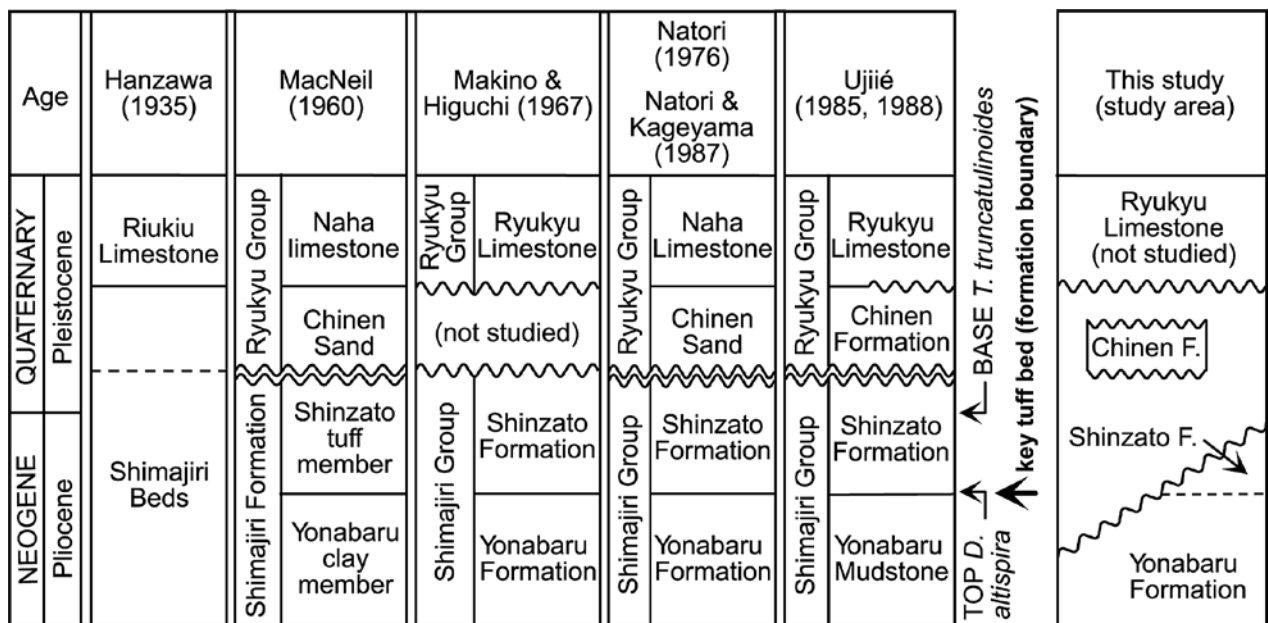 Age
Hanzawa
(1935)
MacNeil
(1960)
Makino &
Higuchi (1967)
Natori
(1976)
Natori &
Kageyama
(1987)
Ujiié
(1985, 1988)
This study
(study area)
QUATERNARY
Pleistocene
NEOGENE
Pliocene
Riukiu
Limestone
Shimajiri
Beds
Ryukyu Group
Naha
limestone
Chinen
Sand
Shimajiri Formation
Shinzato
tuff
member
Yonabaru
clay
member
Ryukyu
Group
Ryukyu
Limestone
(not studied)
Shimajiri Group
Shinzato
Formation
Yonabaru
Formation
Ryukyu Group
Naha
Limestone
Chinen
Sand
Shimajiri Group
Shinzato
Formation
Yonabaru
Formation
Ryukyu Group
Ryukyu
Limestone
Chinen
Formation
Shimajiri Group
Shinzato
Formation
Yonabaru
Mudstone
BASE T. truncatulinoides
TOP D.
altispira
key tuff bed (formation boundary)
Ryukyu
Limestone
(not studied)
Chinen F.
Shinzato F.
Yonabaru
Formation